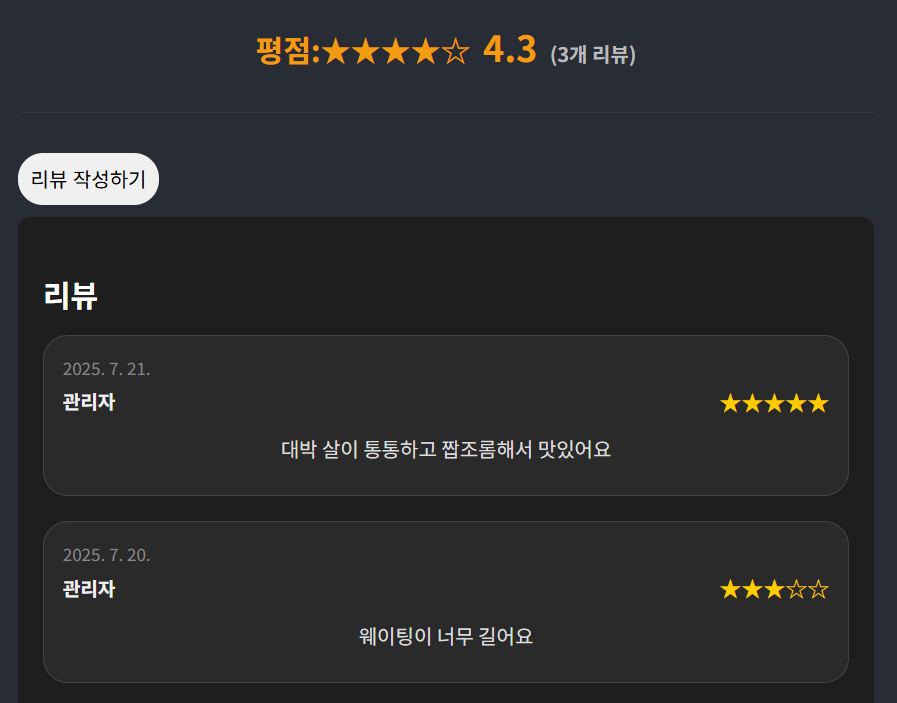 평점:★★★★☆ 4.3 (3개 리뷰)
리뷰 작성하기
리뷰
2025. 7. 21.
관리자 ★★★★★
대박 살이 통통하고 짭조롬해서 맛있어요
2025. 7. 20.
관리자 ★★★☆☆
웨이팅이 너무 길어요